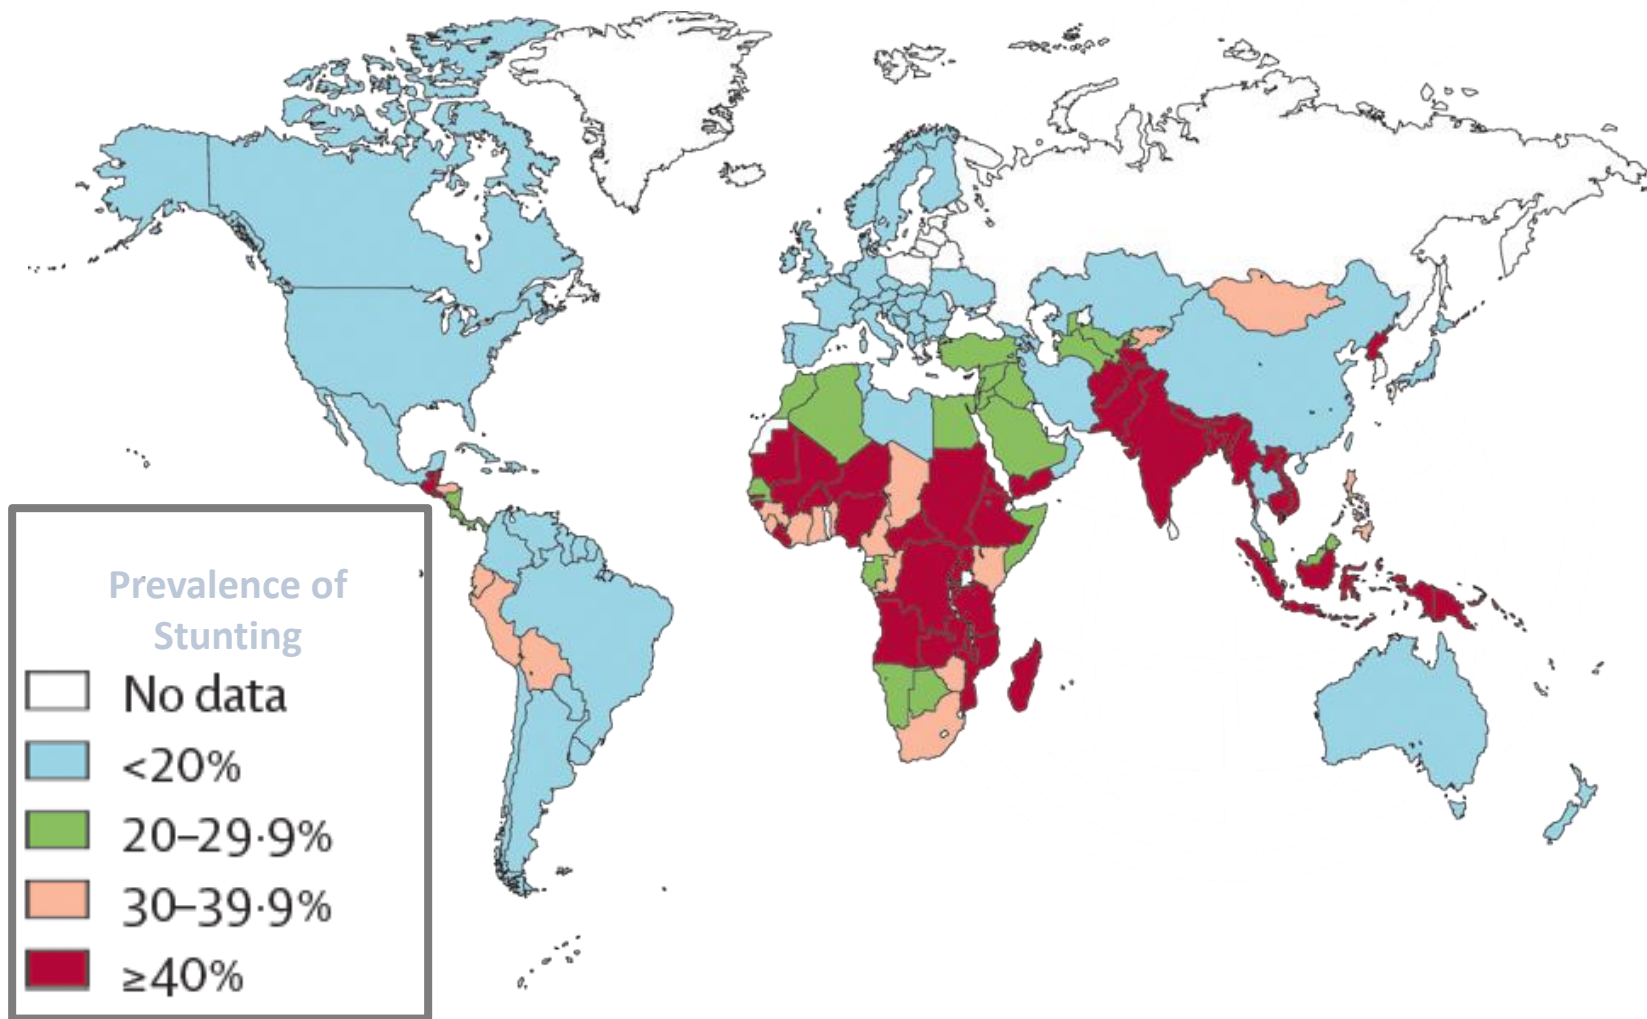 Prevalence of
Stunting
No data
<20%
20–29·9%
30–39·9%
≥40%